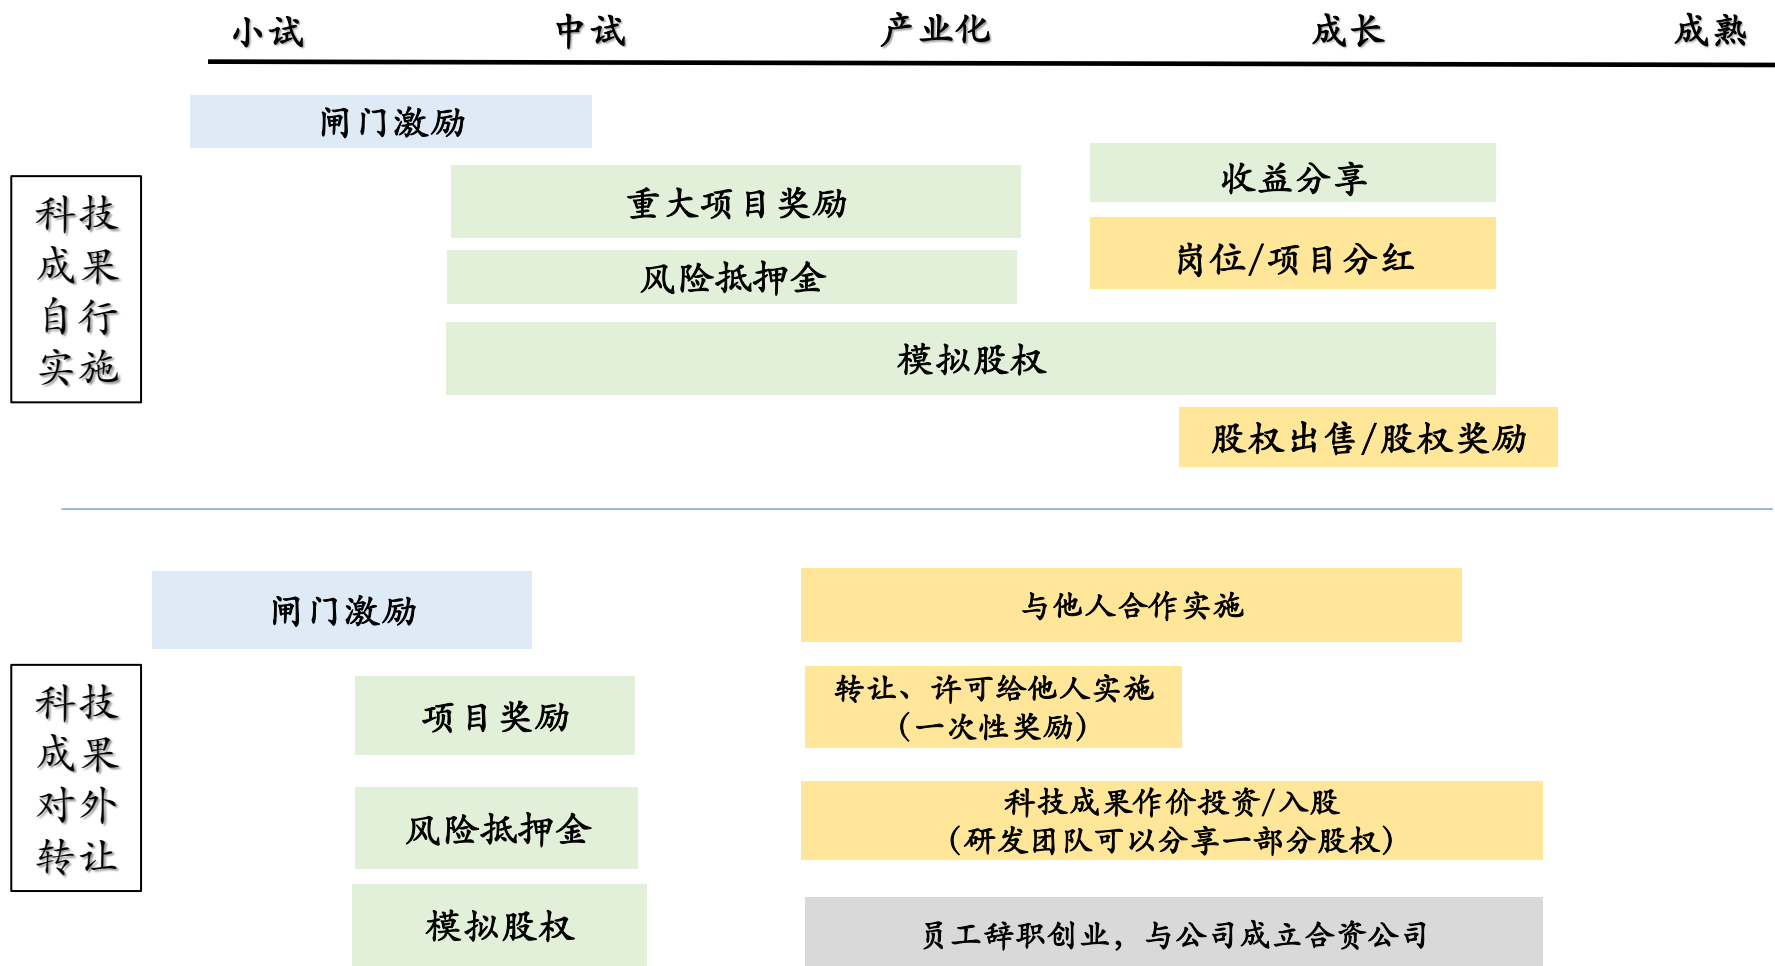 小试 中试 产业化 成长 成熟
闸门激励
科技
成果
自行
实施
重大项目奖励
收益分享
风险抵押金
岗位/项目分红
模拟股权
股权出售/股权奖励
闸门激励
与他人合作实施
科技
成果
对外
转让
项目奖励
转让、许可给他人实施
（一次性奖励）
风险抵押金
科技成果作价投资/入股
（研发团队可以分享一部分股权）
模拟股权
员工辞职创业，与公司成立合资公司